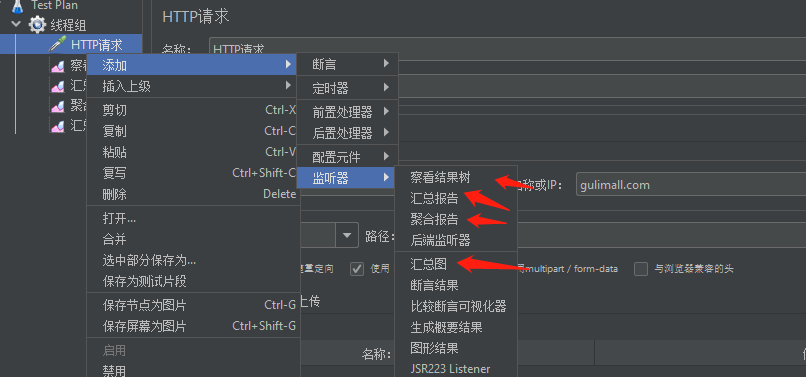 Test Plan
线程组
HTTP请求
察看
汇总
聚合
汇总
HTTP请求
名称：
HTTP请求
添加
插入上级
剪切 Ctrl-X
复制 Ctrl-C
粘贴 Ctrl-V
复写 Ctrl+Shift-C
删除 Delete
打开...
合并
选中部分保存为...
保存为测试片段
保存节点为图片 Ctrl-G
保存屏幕为图片 Ctrl+Shift-G
启用
禁用
断言
定时器
前置处理器
后置处理器
配置元件
监听器
察看结果树
汇总报告
聚合报告
后端监听器
汇总图
断言结果
比较断言可视化器
生成概要结果
图形结果
JSR223 Listener
名称或IP：
gulimall.com
路径：
重定向
使用
用multipart / form-data
与浏览器兼容的头
上传
名称：